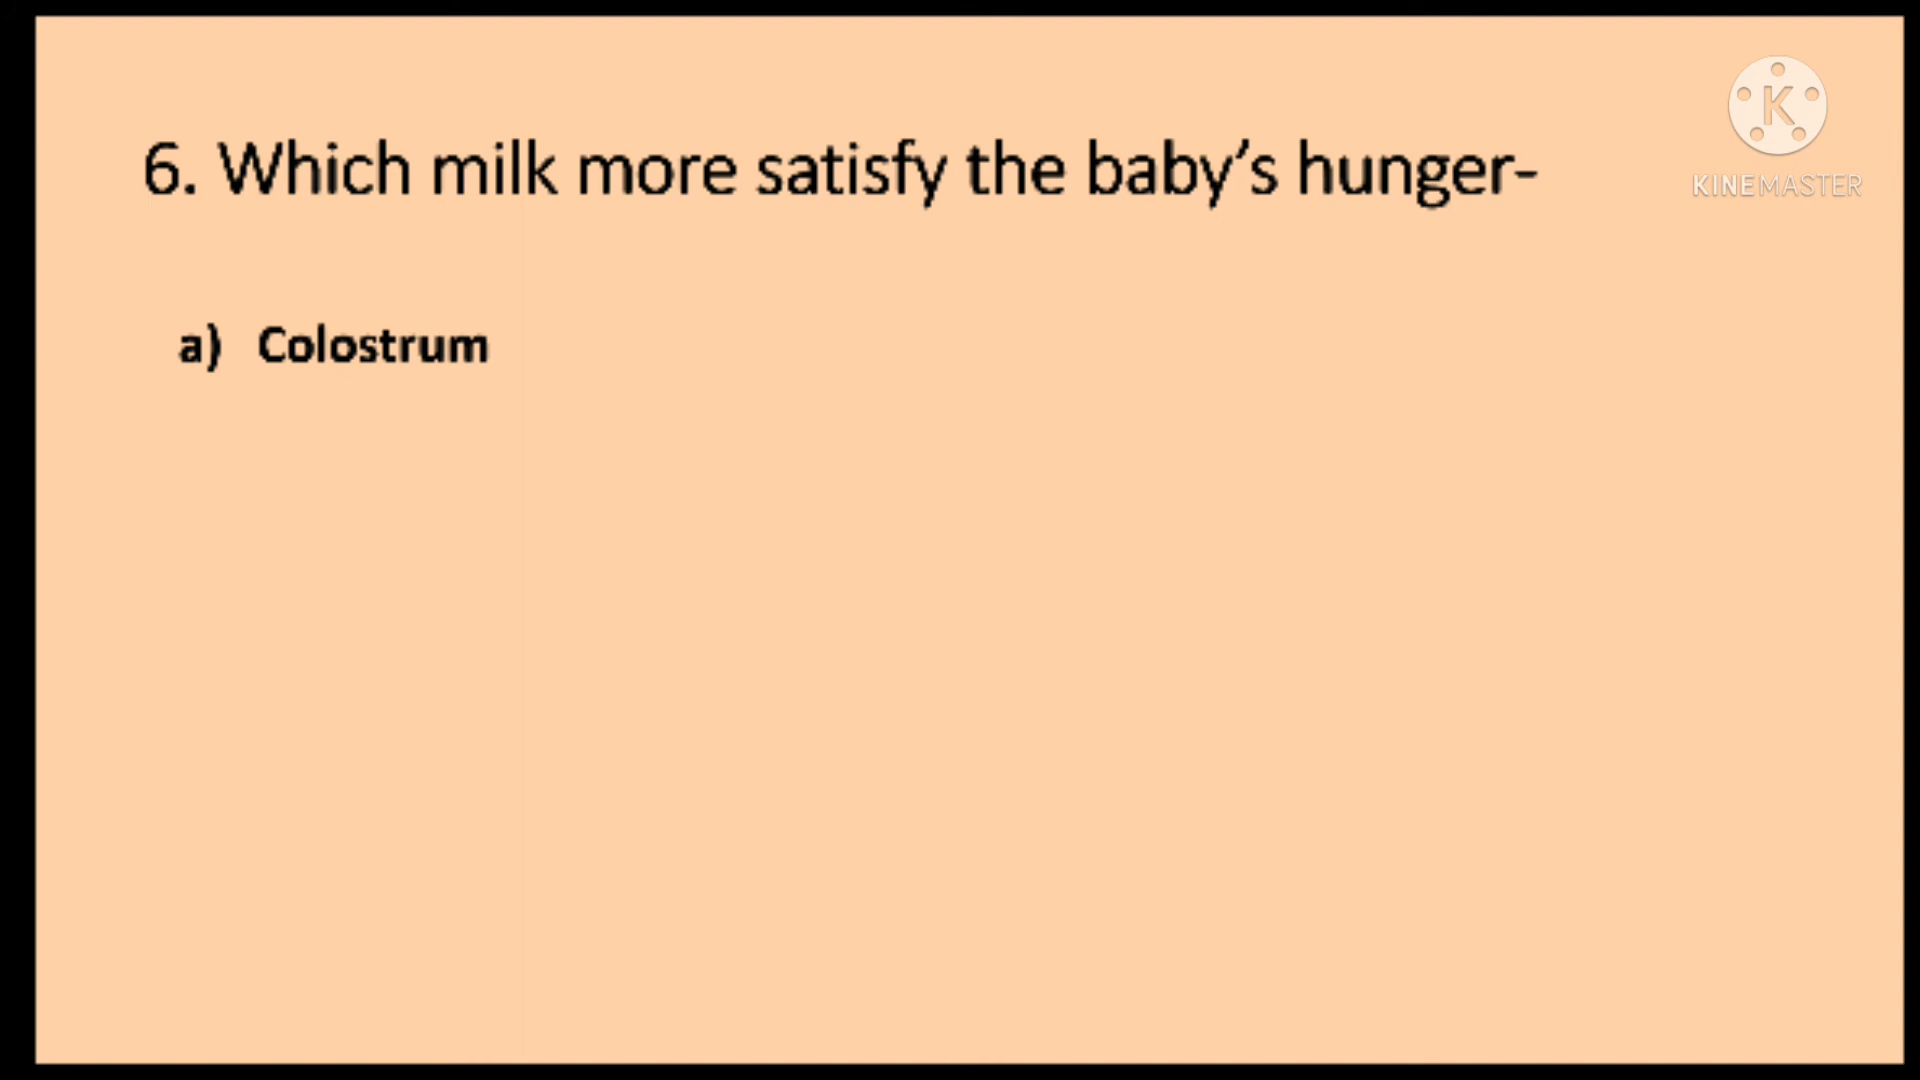 6. Which milk more satisfy the baby's hunger-
a) Colostrum
K
KINEMASTER